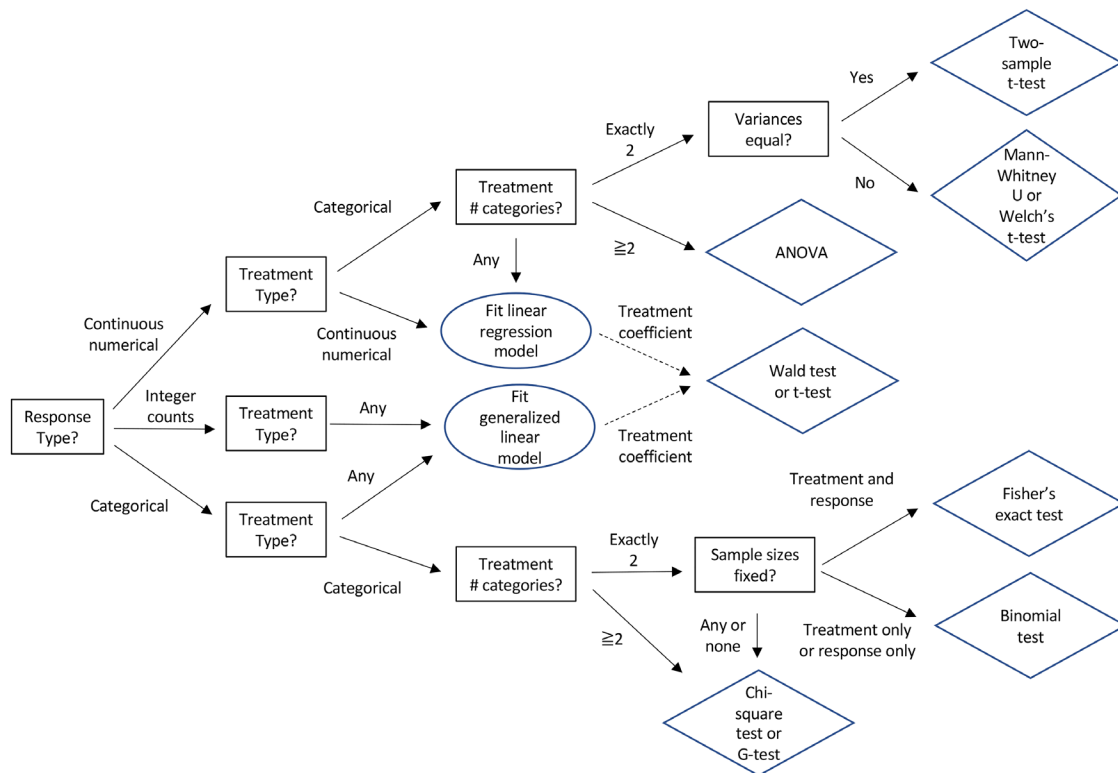 Two-
sample
t-test
Yes
Variances
equal?
Exactly
2
No
Mann-
Whitney
U or
Welch's
t-test
Treatment
# categories?
Categorical
≧2
ANOVA
Any
Treatment
Type?
Continuous
numerical
Continuous
numerical
Fit linear
regression
model
Treatment
coefficient
Wald test
or t-test
Response
Type?
Integer
counts
Treatment
Type?
Any
Fit
generalized
linear
model
Treatment
coefficient
Categorical
Treatment
Type?
Any
Categorical
Treatment
# categories?
Exactly
2
Sample sizes
fixed?
Treatment and
response
Fisher's
exact test
Treatment only
or response only
Binomial
test
≧2
Any or
none
Chi-
square
test or
G-test